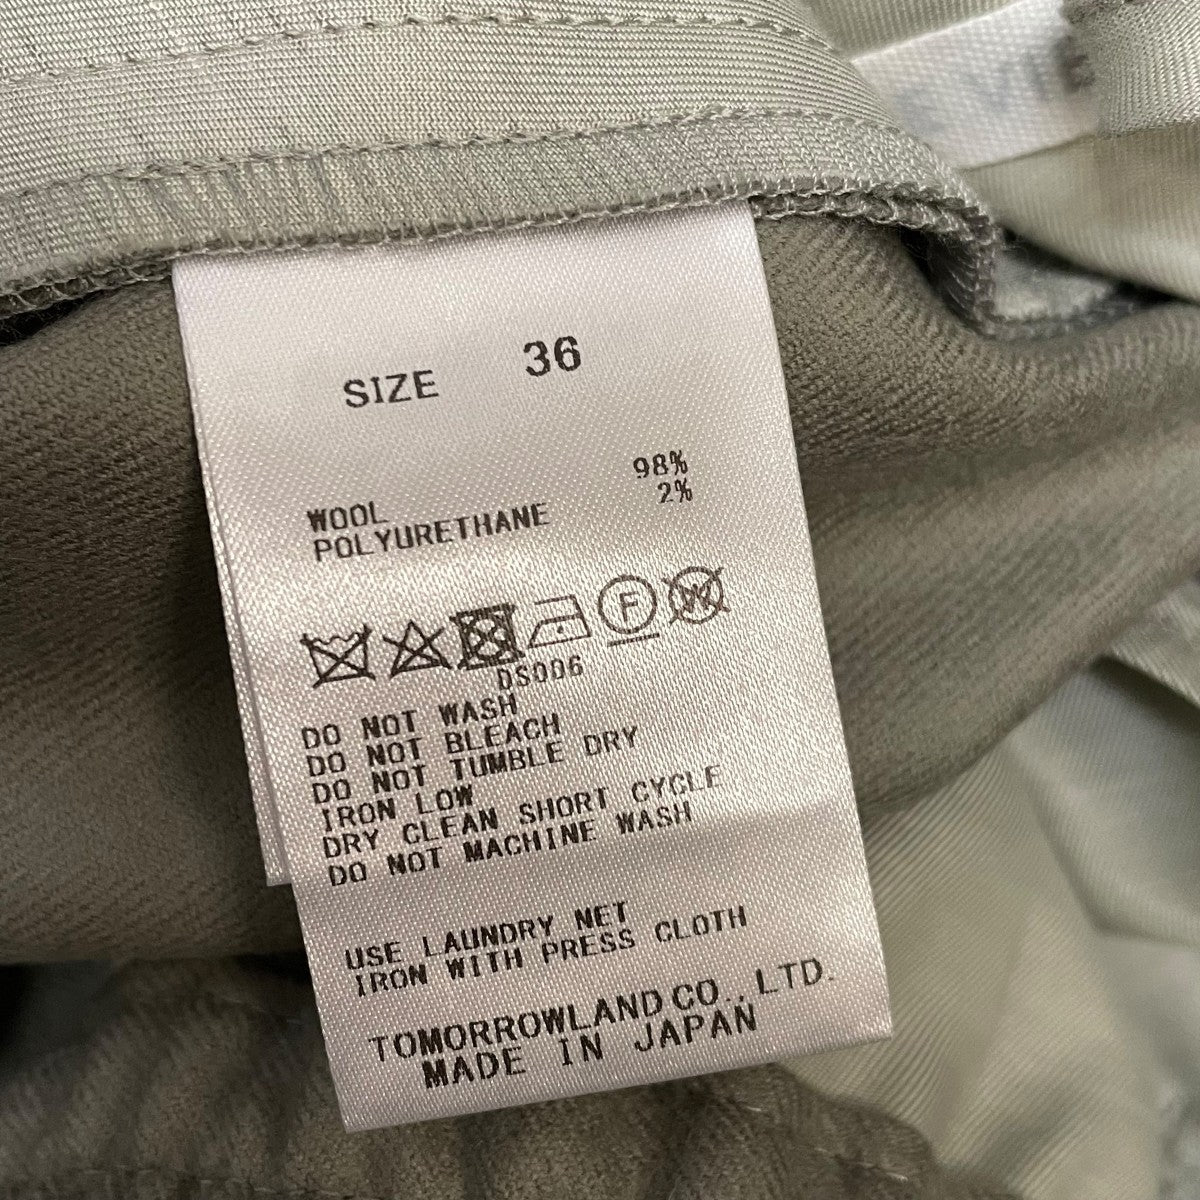 SIZE 36
WOOL 98%
POLYURETHANE 2%
F W
DS006
DO NOT WASH
DO NOT BLEACH
DO NOT TUMBLE DRY
IRON LOW
DRY CLEAN SHORT CYCLE
DO NOT MACHINE WASH
USE LAUNDRY NET
IRON WITH PRESS CLOTH
TOMORROWLAND CO., LTD.
MADE IN JAPAN